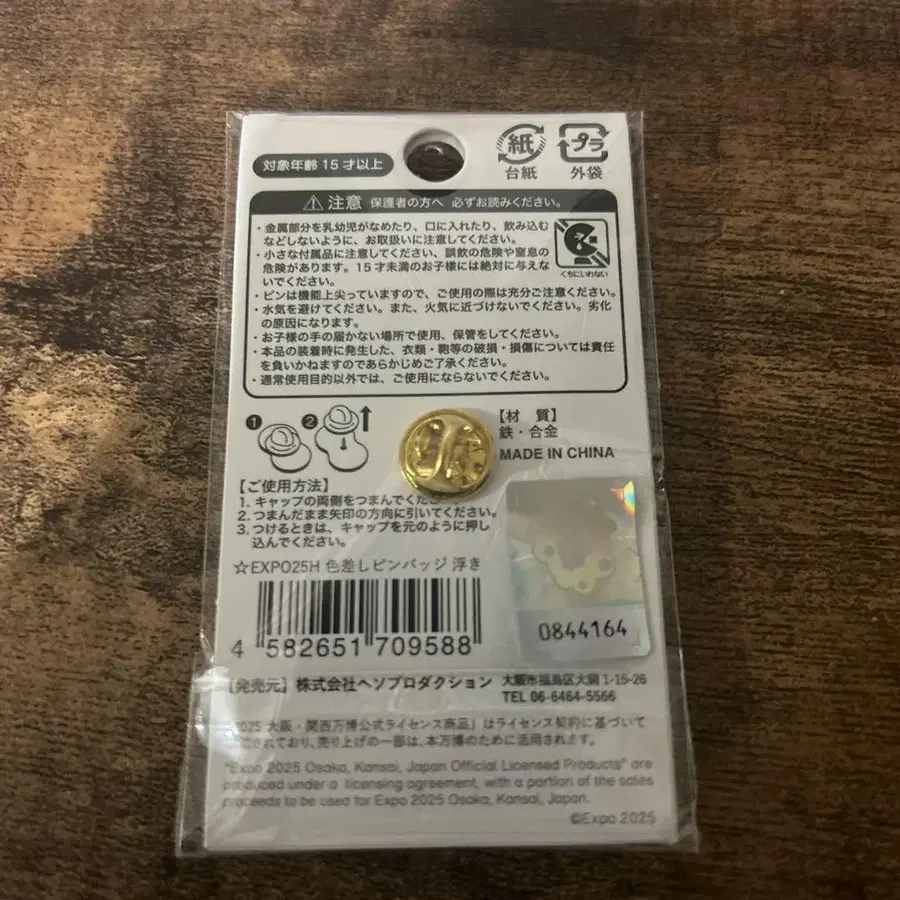 対象年齢 15才以上
紙
台紙
プラ
外袋
注意 保護者の方へ 必ずお読みください。
・金属部分を乳幼児がなめたり、口に入れたり、飲み込む
などしないように、お取扱いに注意してください。
・小さな付属品に注意してください、誤飲の危険や窒息の
危険があります。15才未満のお子様には絶対に与えな
いでください。
くちにいれない
・ピンは機能上尖っていますので、ご使用の際は充分ご注意ください。
・水気を避けてください。また、火気に近づけないでください。劣化
の原因になります。
・お子様の手の届かない場所で使用、保管をしてください。
・本品の装着時に発生した、衣類・鞄等の破損・損傷については責任
を負いかねますのであらかじめご了承ください。
・通常使用目的以外では、ご使用にならないでください。
1 2
【材 質】
鉄・合金
MADE IN CHINA
【ご使用方法】
1. キャップの両側をつまんでくだ
2. つまんだまま矢印の方向に引いてください。
3. つけるときは、キャップを元のように押し
込んでください。
☆EXPO25H 色差しピンバッジ 浮き
4 582651 709588
0844164
【発売元】株式会社ヘソプロダクション
大阪市福島区大開 1-15-26
TEL 06-6464-5566
2025 大阪・関西万博公式ライセンス商品」はライセンス契約に基づいて
されており、売り上げの一部は、本万博のために活用されます。
"Expo 2025 Osaka, Kansai, Japan Official Licensed Products" are
produced under a licensing agreement, with a portion of the sales
proceeds to be used for Expo 2025 Osaka, Kansai, Japan.
©Expo 2025